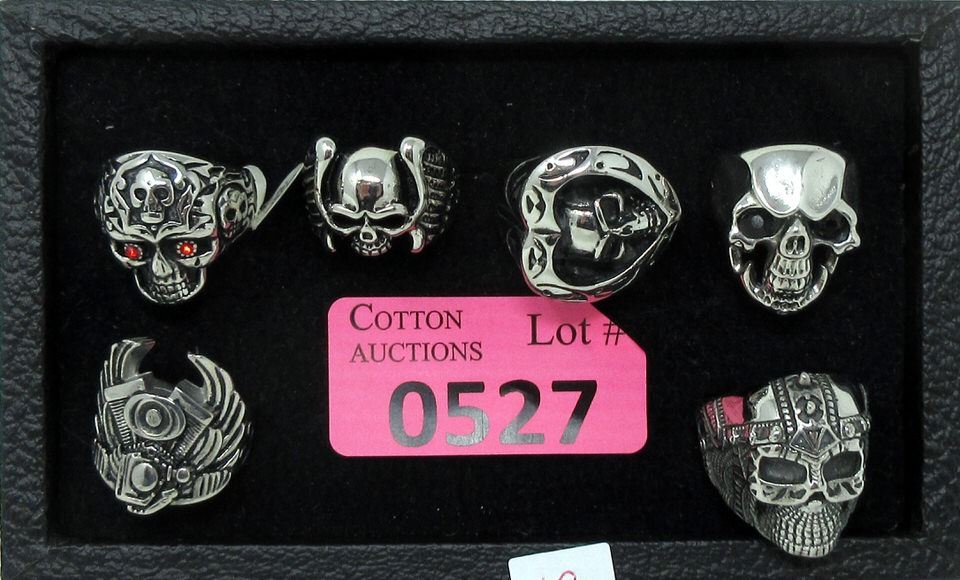 COTTON
AUCTIONS
Lot #
0527